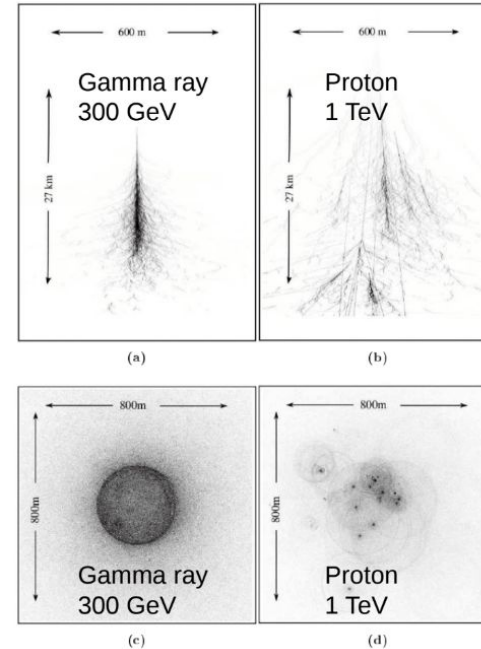 600 m
600 m
Gamma ray
300 GeV
Proton
1 TeV
27 km
27 km
(a)
(b)
800m
800m
800m
800m
Gamma ray
300 GeV
Proton
1 TeV
(c)
(d)